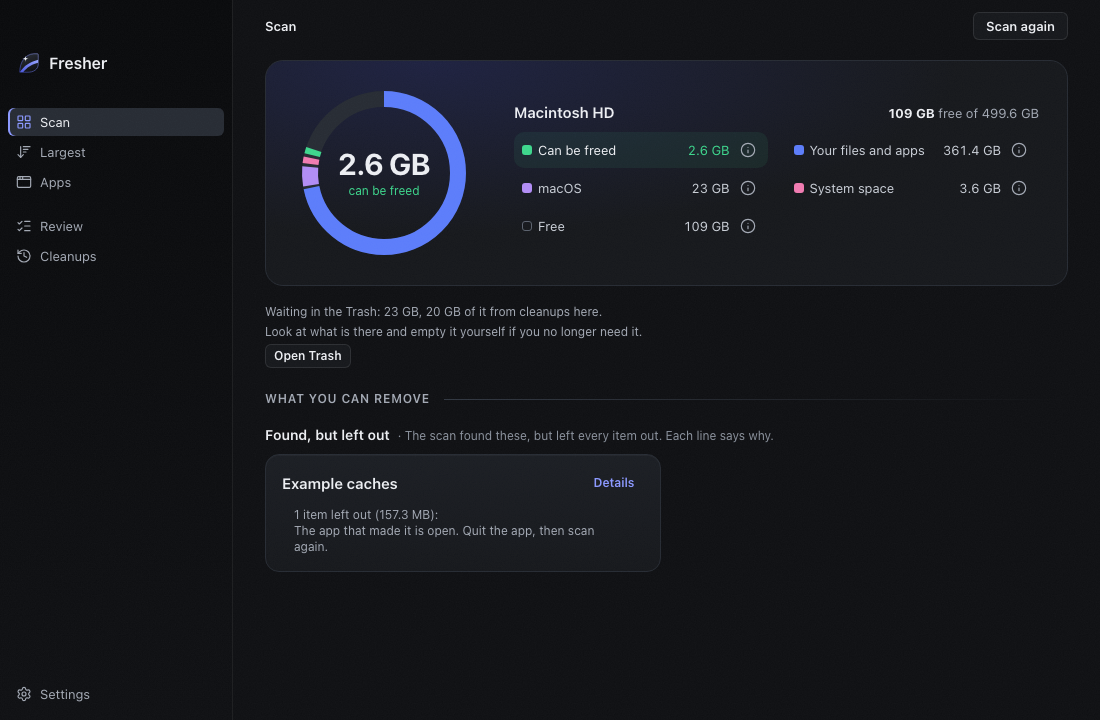 Fresher
Scan
Largest
Apps
Review
Cleanups
Settings
Scan
Scan again
2.6 GB
can be freed
Macintosh HD
109 GB free of 499.6 GB
Can be freed 2.6 GB
Your files and apps 361.4 GB
macOS 23 GB
System space 3.6 GB
Free 109 GB
Waiting in the Trash: 23 GB, 20 GB of it from cleanups here.
Look at what is there and empty it yourself if you no longer need it.
Open Trash
WHAT YOU CAN REMOVE
Found, but left out · The scan found these, but left every item out. Each line says why.
Example caches
Details
1 item left out (157.3 MB):
The app that made it is open. Quit the app, then scan
again.